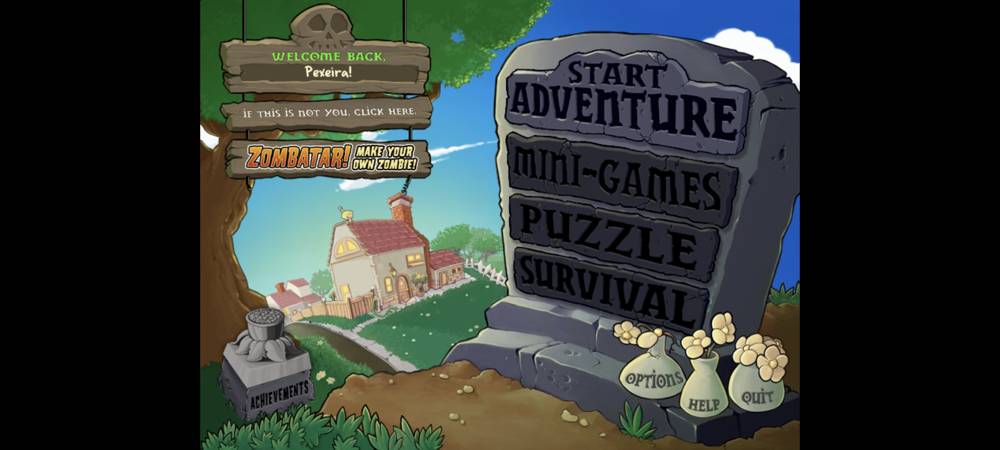 WELCOME BACK,
Pexeira!
IF THIS IS NOT YOU, CLICK HERE.
ZOMBATAR! MAKE YOUR
OWN ZOMBIE!
START
ADVENTURE
MINI-GAMES
PUZZLE
SURVIVAL
ACHIEVEMENTS
OPTIONS
HELP
QUIT